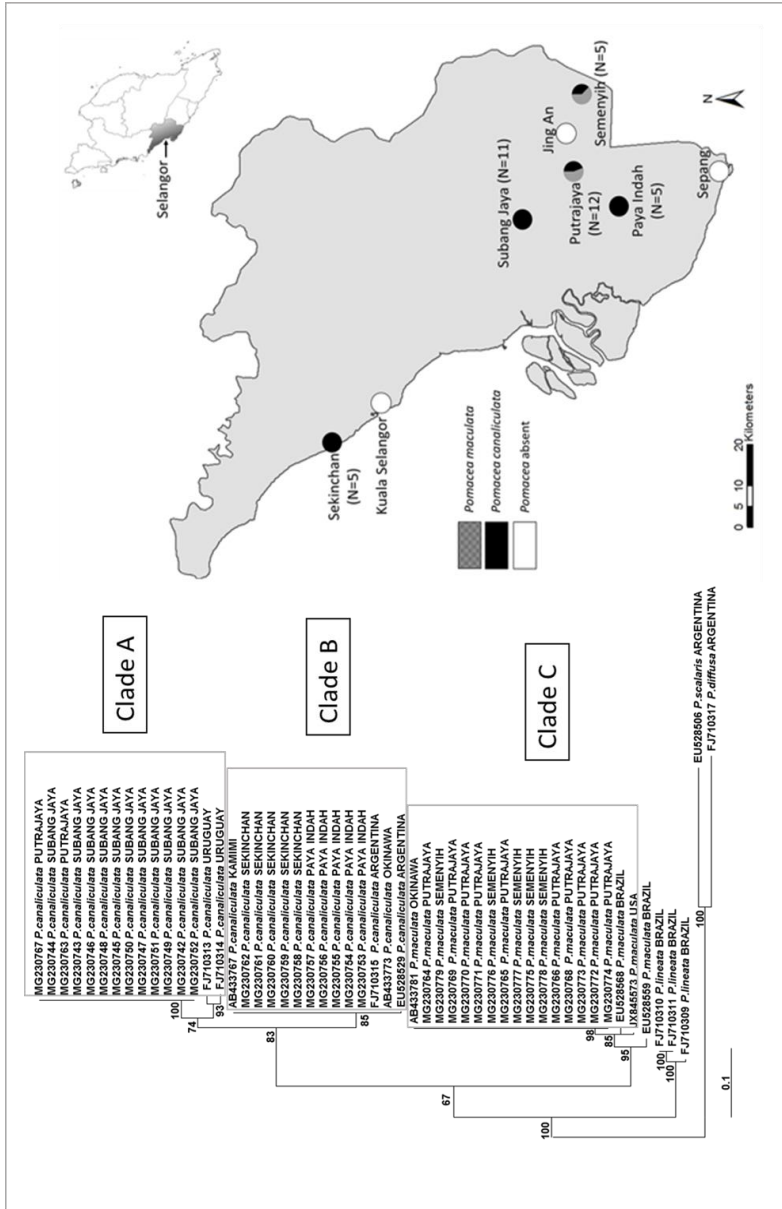 MG230767 P.canaliculata PUTRAJAYA
MG230744 P.canaliculata SUBANG JAYA
MG230763 P.canaliculata PUTRAJAYA
MG230743 P.canaliculata SUBANG JAYA
MG230746 P.canaliculata SUBANG JAYA
MG230748 P.canaliculata SUBANG JAYA
MG230745 P.canaliculata SUBANG JAYA
MG230750 P.canaliculata SUBANG JAYA
MG230747 P.canaliculata SUBANG JAYA
MG230751 P.canaliculata SUBANG JAYA
MG230749 P.canaliculata SUBANG JAYA
MG230742 P.canaliculata SUBANG JAYA
MG230752 P.canaliculata SUBANG JAYA
FJ710313 P.canaliculata URUGUAY
FJ710314 P.canaliculata URUGUAY
AB433767 P.canaliculata KAMIMI
MG230762 P.canaliculata SEKINCHAN
MG230761 P.canaliculata SEKINCHAN
MG230760 P.canaliculata SEKINCHAN
MG230759 P.canaliculata SEKINCHAN
MG230758 P.canaliculata SEKINCHAN
MG230757 P.canaliculata PAYA INDAH
MG230756 P.canaliculata PAYA INDAH
MG230755 P.canaliculata PAYA INDAH
MG230754 P.canaliculata PAYA INDAH
MG230753 P.canaliculata PAYA INDAH
FJ710315 P.canaliculata ARGENTINA
AB433773 P.canaliculata OKINAWA
EU528529 P.canaliculata ARGENTINA
AB433781 P.maculata OKINAWA
MG230764 P.maculata PUTRAJAYA
MG230779 P.maculata SEMENYIH
MG230769 P.maculata PUTRAJAYA
MG230770 P.maculata PUTRAJAYA
MG230771 P.maculata PUTRAJAYA
MG230776 P.maculata SEMENYIH
MG230765 P.maculata PUTRAJAYA
MG230777 P.maculata SEMENYIH
MG230775 P.maculata SEMENYIH
MG230778 P.maculata SEMENYIH
MG230766 P.maculata PUTRAJAYA
MG230768 P.maculata PUTRAJAYA
MG230773 P.maculata PUTRAJAYA
MG230772 P.maculata PUTRAJAYA
MG230774 P.maculata PUTRAJAYA
EU528568 P.maculata BRAZIL
JX845573 P.maculata USA
EU528559 P.maculata BRAZIL
FJ710310 P.lineata BRAZIL
FJ710311 P.lineata BRAZIL
FJ710309 P.lineata BRAZIL
EU528506 P.scalaris ARGENTINA
FJ710317 P.diffusa ARGENTINA
100
93
74
83
85
98
85
95
67
100
100
100
100
0.1
Clade A
Clade B
Clade C
Selangor
Sekinchan
(N=5)
Kuala Selangor
Subang Jaya (N=11)
Jing An
Semenyih (N=5)
Putrajaya
(N=12)
Paya Indah
(N=5)
Sepang
N
Pomacea maculata
Pomacea canaliculata
Pomacea absent
0 5 10 20
Kilometers